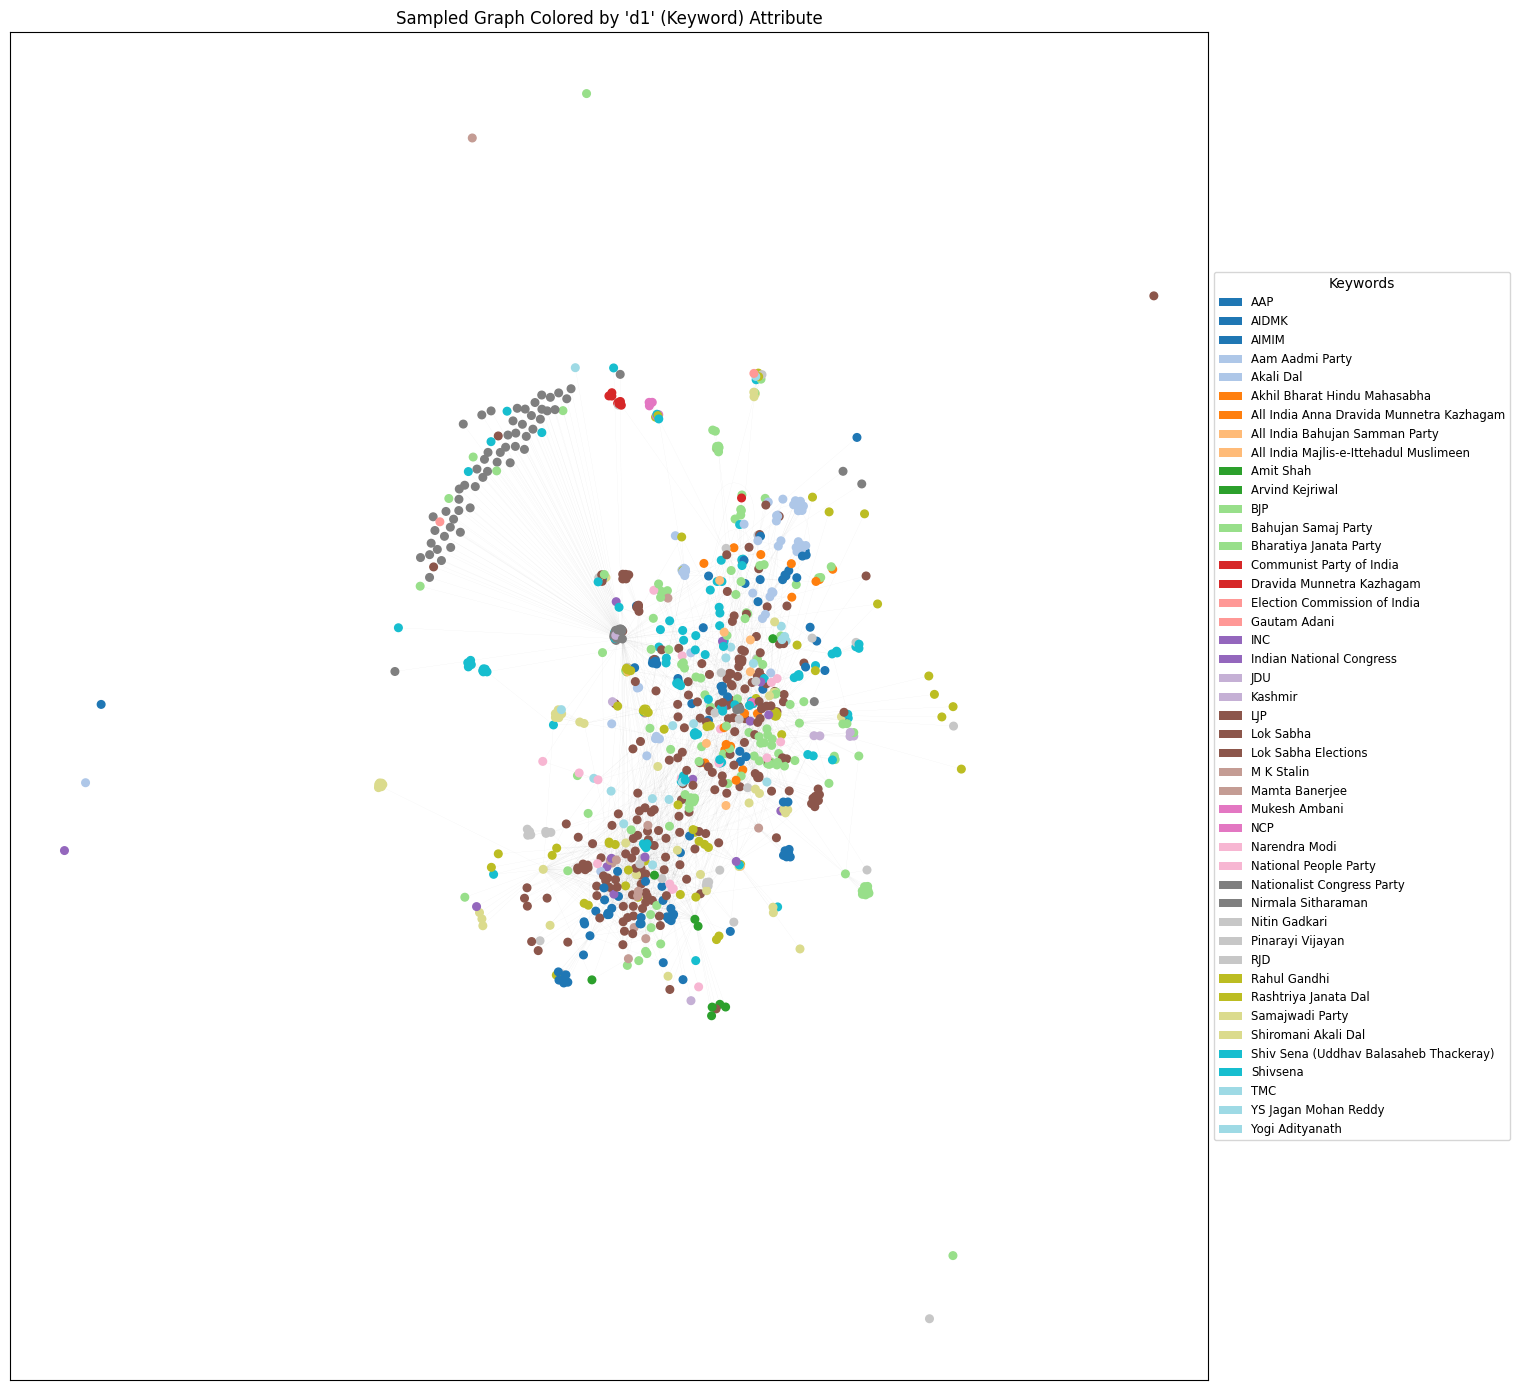 Sampled Graph Colored by 'd1' (Keyword) Attribute
Keywords
AAP
AIDMK
AIMIM
Aam Aadmi Party
Akali Dal
Akhil Bharat Hindu Mahasabha
All India Anna Dravida Munnetra Kazhagam
All India Bahujan Samman Party
All India Majlis-e-Ittehadul Muslimeen
Amit Shah
Arvind Kejriwal
BJP
Bahujan Samaj Party
Bharatiya Janata Party
Communist Party of India
Dravida Munnetra Kazhagam
Election Commission of India
Gautam Adani
INC
Indian National Congress
JDU
Kashmir
LJP
Lok Sabha
Lok Sabha Elections
M K Stalin
Mamta Banerjee
Mukesh Ambani
NCP
Narendra Modi
National People Party
Nationalist Congress Party
Nirmala Sitharaman
Nitin Gadkari
Pinarayi Vijayan
RJD
Rahul Gandhi
Rashtriya Janata Dal
Samajwadi Party
Shiromani Akali Dal
Shiv Sena (Uddhav Balasaheb Thackeray)
Shivsena
TMC
YS Jagan Mohan Reddy
Yogi Adityanath